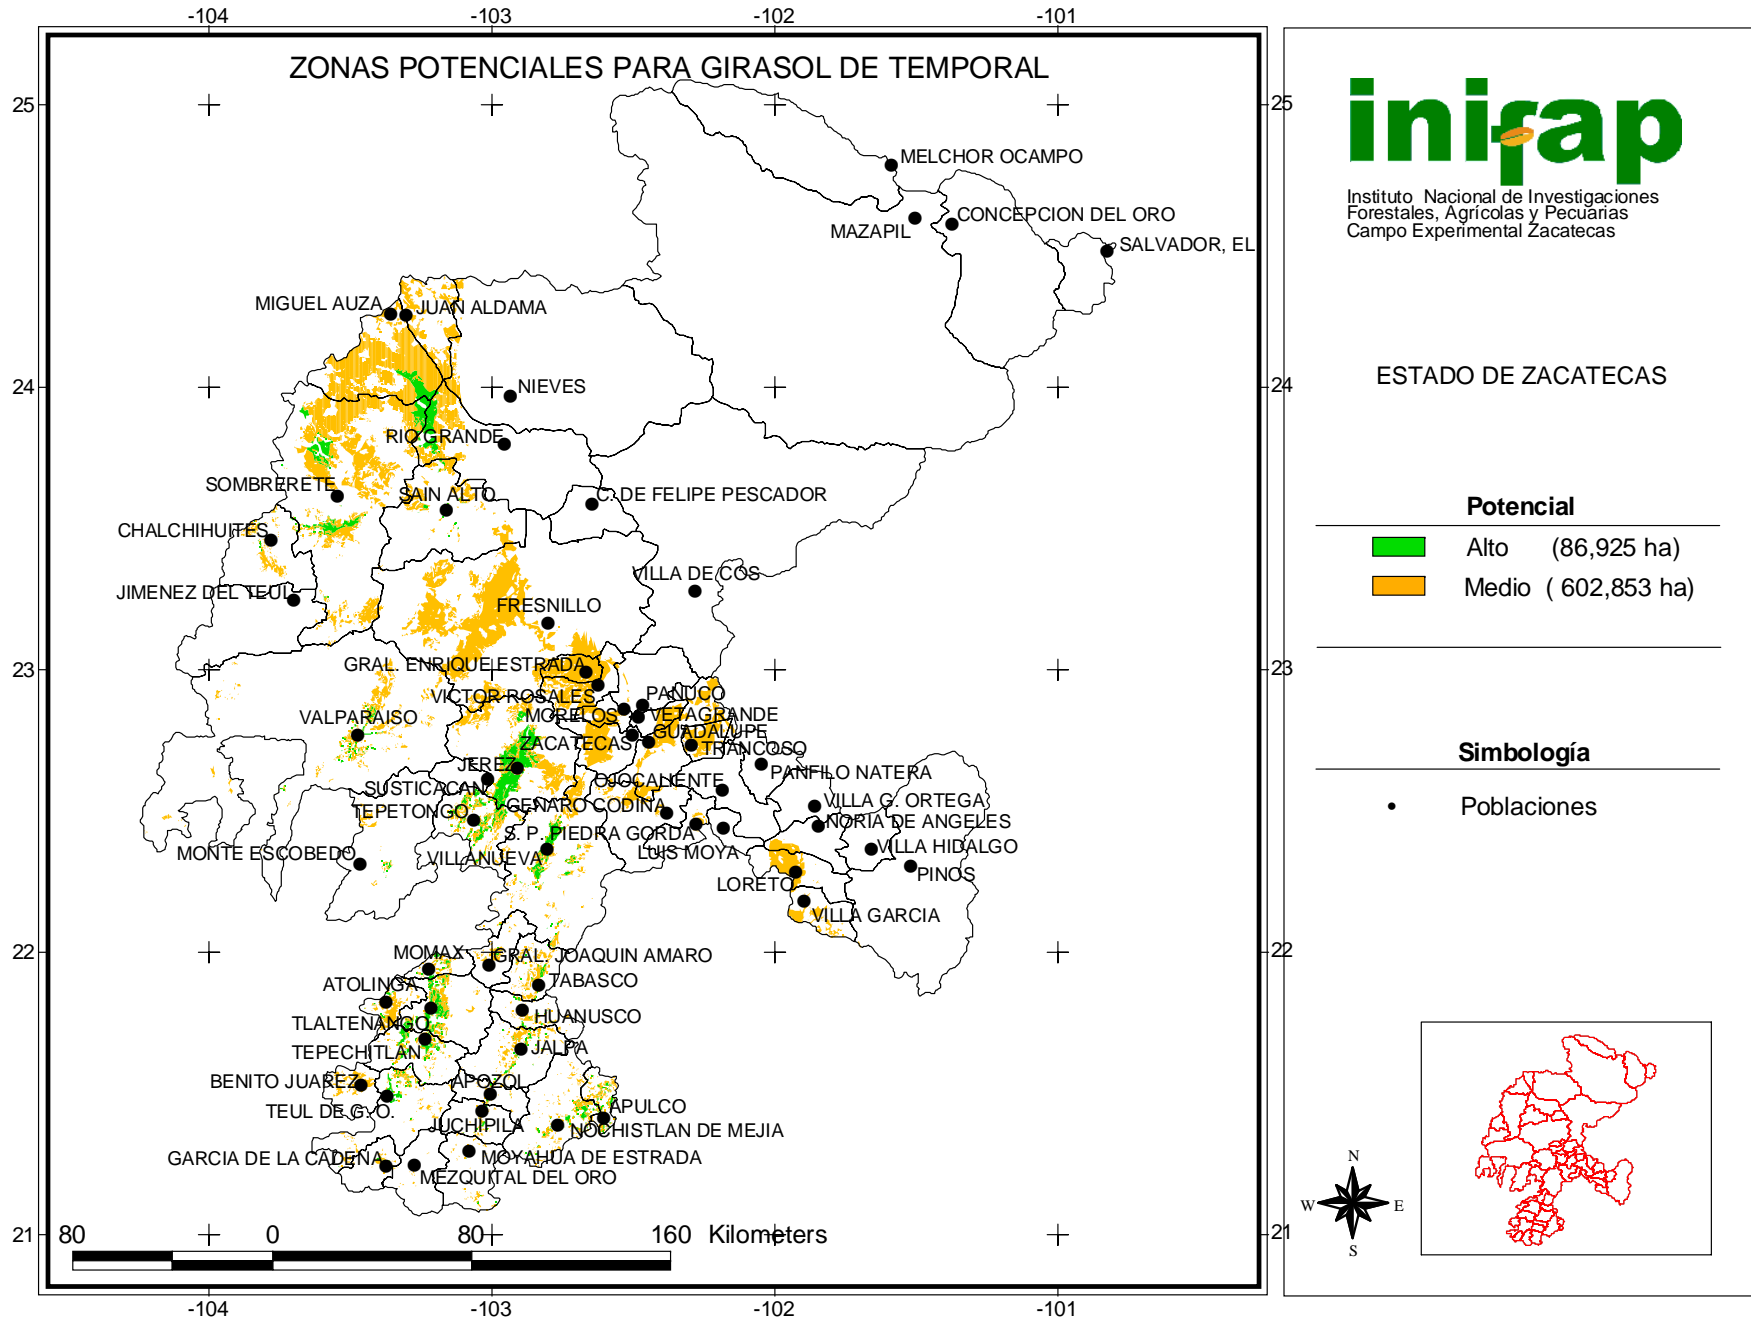 -104 -103 -102 -101
ZONAS POTENCIALES PARA GIRASOL DE TEMPORAL
25 25
MELCHOR OCAMPO
CONCEPCION DEL ORO
MAZAPIL
SALVADOR, EL
MIGUEL AUZA
JUAN ALDAMA
24 24
NIEVES
RIO GRANDE
SOMBRERETE
SAIN ALTO
C. DE FELIPE PESCADOR
CHALCHIHUITES
VILLA DE COS
JIMENEZ DEL TEUL
FRESNILLO
23 23
GRAL. ENRIQUE ESTRADA
VICTOR ROSALES
PANUCO
VALPARAISO
MORELOS
VETAGRANDE
GUADALUPE
ZACATECAS
TRANCOSO
JEREZ
PANFILO NATERA
SUSTICACAN
OJOCALIENTE
TEPETONGO
GENARO CODINA
VILLA G. ORTEGA
NORIA DE ANGELES
S. P. PIEDRA GORDA
MONTE ESCOBEDO
VILLANUEVA
LUIS MOYA
VILLA HIDALGO
PINOS
LORETO
VILLA GARCIA
22 22
MOMAX
GRAL. JOAQUIN AMARO
ATOLINGA
TABASCO
TLALTENANGO
HUANUSCO
TEPECHITLAN
JALPA
BENITO JUAREZ
APOZOL
TEUL DE G. O.
APULCO
JUCHIPILA
NOCHISTLAN DE MEJIA
GARCIA DE LA CADENA
MOYAHUA DE ESTRADA
MEZQUITAL DEL ORO
21 21
80 0 80 160 Kilometers
-104 -103 -102 -101
inifap
Instituto Nacional de Investigaciones
Forestales, Agrícolas y Pecuarias
Campo Experimental Zacatecas
ESTADO DE ZACATECAS
Potencial
Alto (86,925 ha)
Medio ( 602,853 ha)
Simbología
Poblaciones
N
W E
S